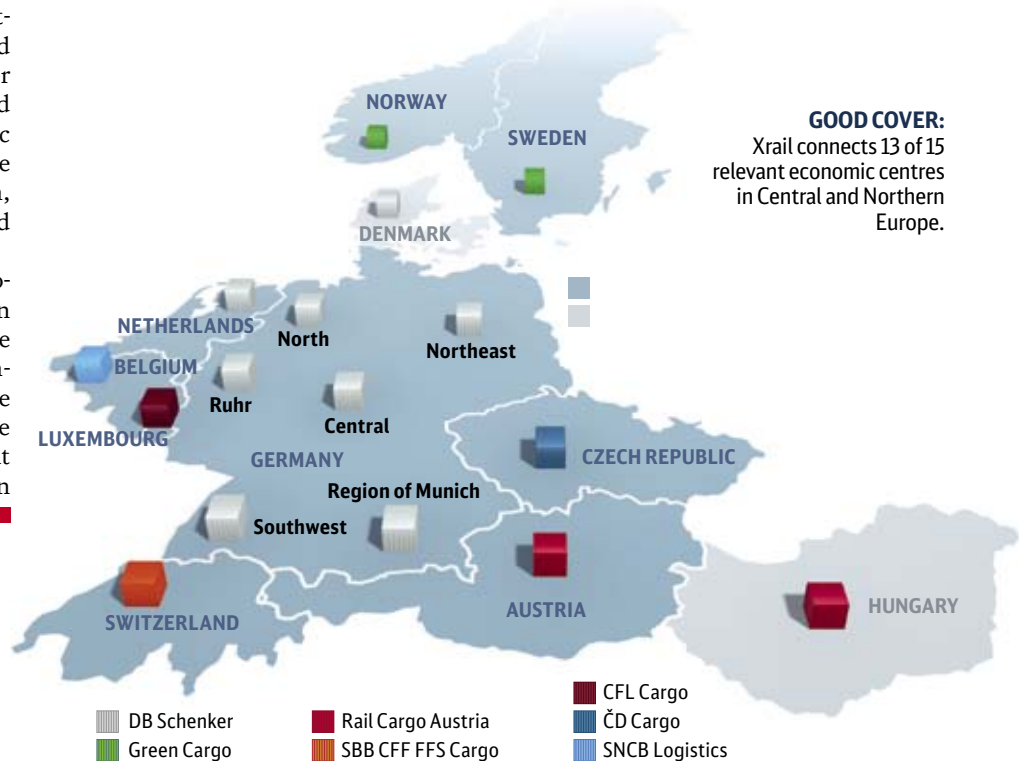 t-
d
r
d
c
e
,
d
o-
n
e
n-
e
e
t
n
GOOD COVER:
Xrail connects 13 of 15
relevant economic centres
in Central and Northern
Europe.
NORWAY
SWEDEN
DENMARK
NETHERLANDS
North
Northeast
BELGIUM
Ruhr
Central
LUXEMBOURG
GERMANY
CZECH REPUBLIC
Region of Munich
Southwest
SWITZERLAND
AUSTRIA
HUNGARY
DB Schenker
Green Cargo
Rail Cargo Austria
SBB CFF FFS Cargo
CFL Cargo
ČD Cargo
SNCB Logistics